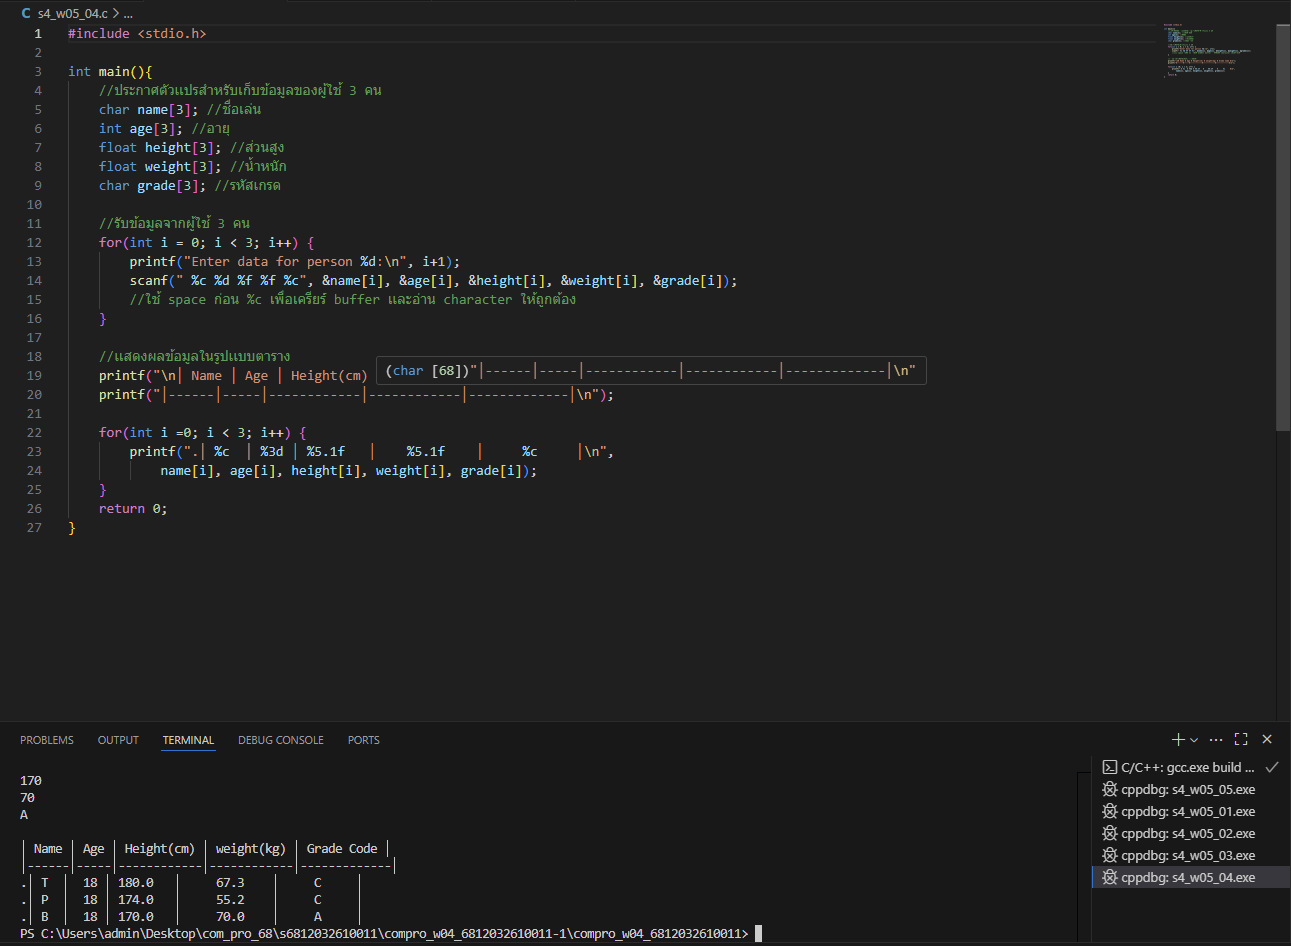 C s4_w05_04.c > ...
1 #include <stdio.h>
2
3 int main(){
4 //ประกาศตัวแปรสำหรับเก็บข้อมูลของผู้ใช้ 3 คน
5 char name[3]; //ชื่อเล่น
6 int age[3]; //อายุ
7 float height[3]; //ส่วนสูง
8 float weight[3]; //น้ำหนัก
9 char grade[3]; //รหัสเกรด
10
11 //รับข้อมูลจากผู้ใช้ 3 คน
12 for(int i = 0; i < 3; i++) {
13 printf("Enter data for person %d:\n", i+1);
14 scanf(" %c %d %f %f %c", &name[i], &age[i], &height[i], &weight[i], &grade[i]);
15 //ใช้ space ก่อน %c เพื่อเครียร์ buffer และอ่าน character ให้ถูกต้อง
16 }
17
18 //แสดงผลข้อมูลในรูปแบบตาราง
19 printf("\n| Name | Age | Height(cm) (char [68])"|------|-----|------------|------------|-------------|\n"
20 printf("|------|-----|------------|------------|-------------|\n");
21
22 for(int i =0; i < 3; i++) {
23 printf(".| %c | %3d | %5.1f | %5.1f | %c |\n",
24 name[i], age[i], height[i], weight[i], grade[i]);
25 }
26 return 0;
27 }
PROBLEMS OUTPUT TERMINAL DEBUG CONSOLE PORTS
170
70
A
| Name | Age | Height(cm) | weight(kg) | Grade Code |
|------|-----|------------|------------|-------------|
.| T | 18 | 180.0 | 67.3 | C |
.| P | 18 | 174.0 | 55.2 | C |
.| B | 18 | 170.0 | 70.0 | A |
PS C:\Users\admin\Desktop\com_pro_68\s6812032610011\compro_w04_6812032610011-1\compro_w04_6812032610011>
C/C++: gcc.exe build ...
cppdbg: s4_w05_05.exe
cppdbg: s4_w05_01.exe
cppdbg: s4_w05_02.exe
cppdbg: s4_w05_03.exe
cppdbg: s4_w05_04.exe